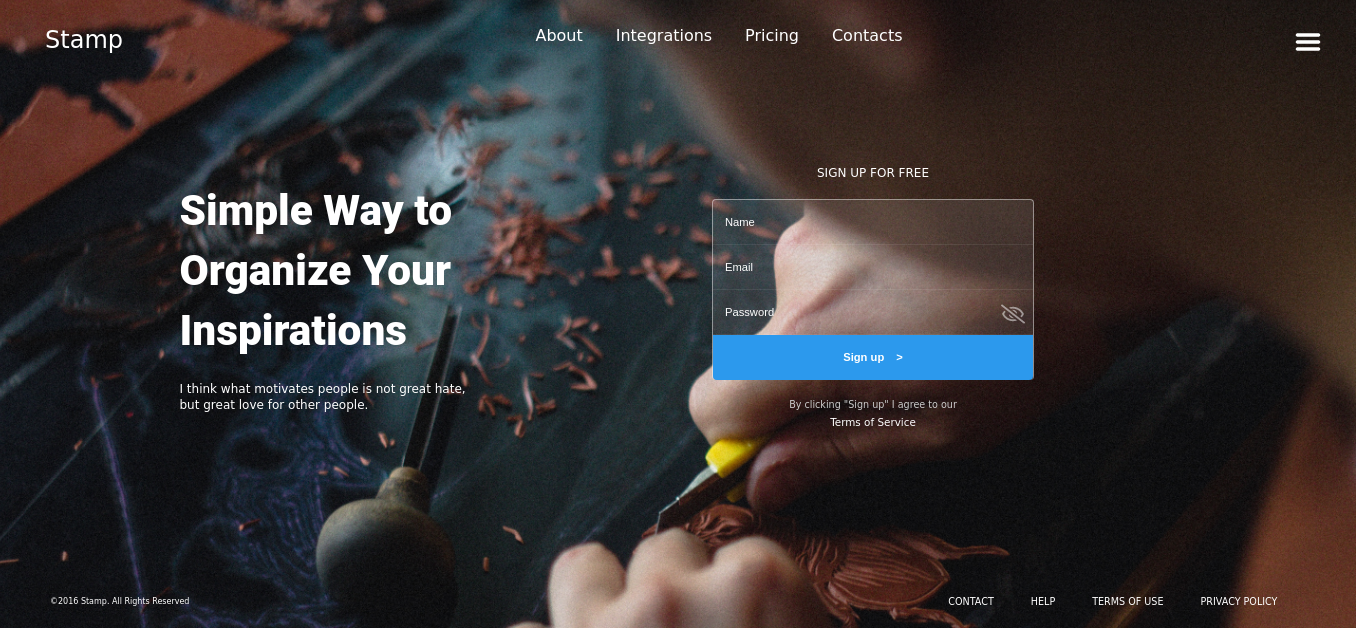 Stamp
About Integrations Pricing Contacts
SIGN UP FOR FREE
Simple Way to
Organize Your
Inspirations
I think what motivates people is not great hate,
but great love for other people.
Name
Email
Password
Sign up >
By clicking "Sign up" I agree to our
Terms of Service
©2016 Stamp. All Rights Reserved
CONTACT HELP TERMS OF USE PRIVACY POLICY